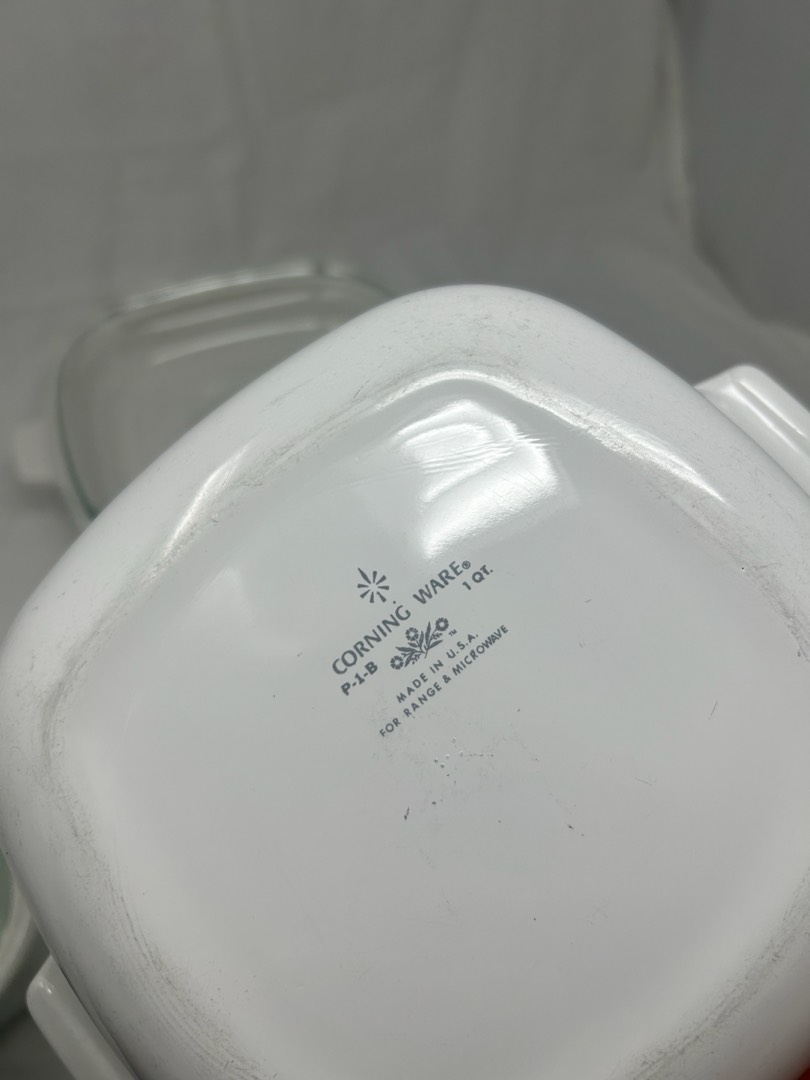 CORNING WARE® 1 QT.
P-1-B ™
MADE IN U.S.A.
FOR RANGE & MICROWAVE